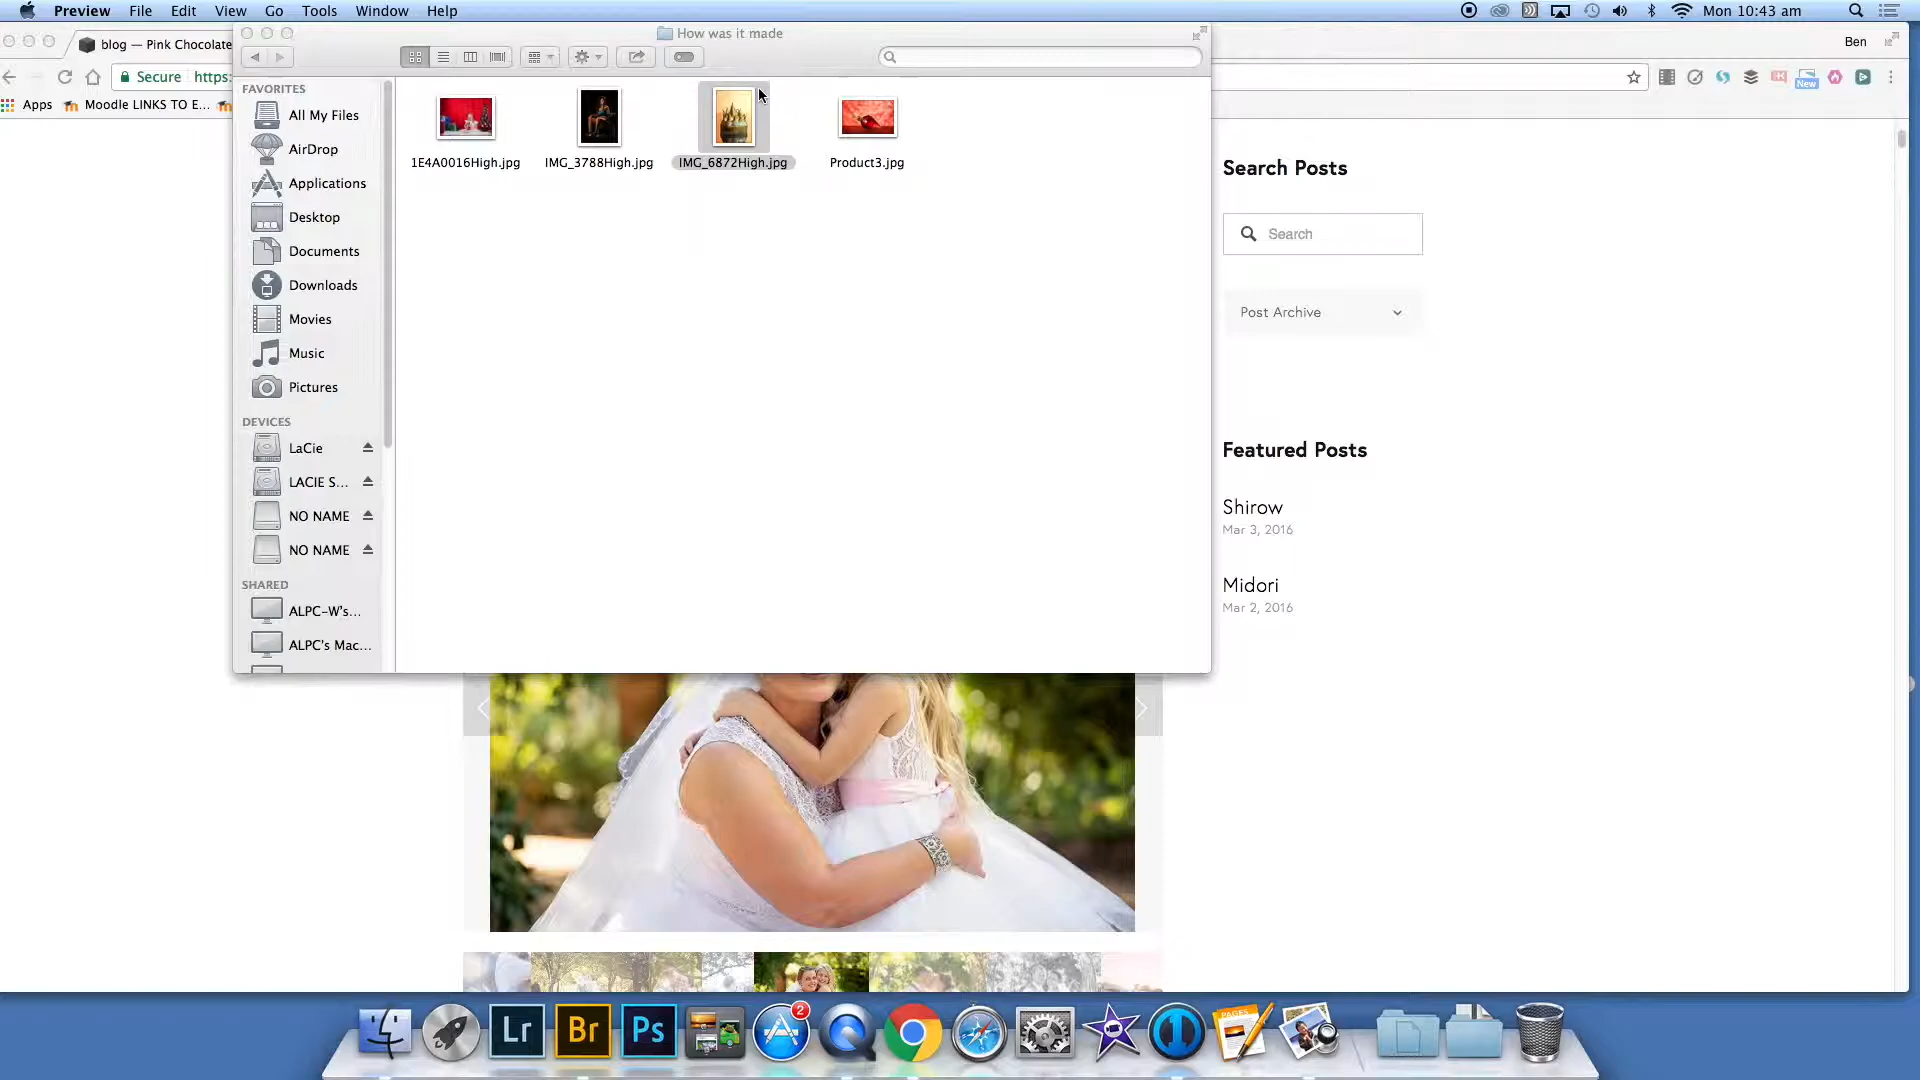 Preview File Edit View Go Tools Window Help
Mon 10:43 am
blog — Pink Chocolate
Ben
How was it made
Secure https:
New
Apps Moodle LINKS TO E...
FAVORITES
All My Files
AirDrop
Applications
Desktop
Documents
Downloads
Movies
Music
Pictures
DEVICES
LaCie
LACIE S...
NO NAME
NO NAME
SHARED
ALPC-W's...
ALPC's Mac...
1E4A0016High.jpg
IMG_3788High.jpg
IMG_6872High.jpg
Product3.jpg
Search Posts
Search
Post Archive
Featured Posts
Shirow
Mar 3, 2016
Midori
Mar 2, 2016
Lr
Br
Ps
2
PAGES